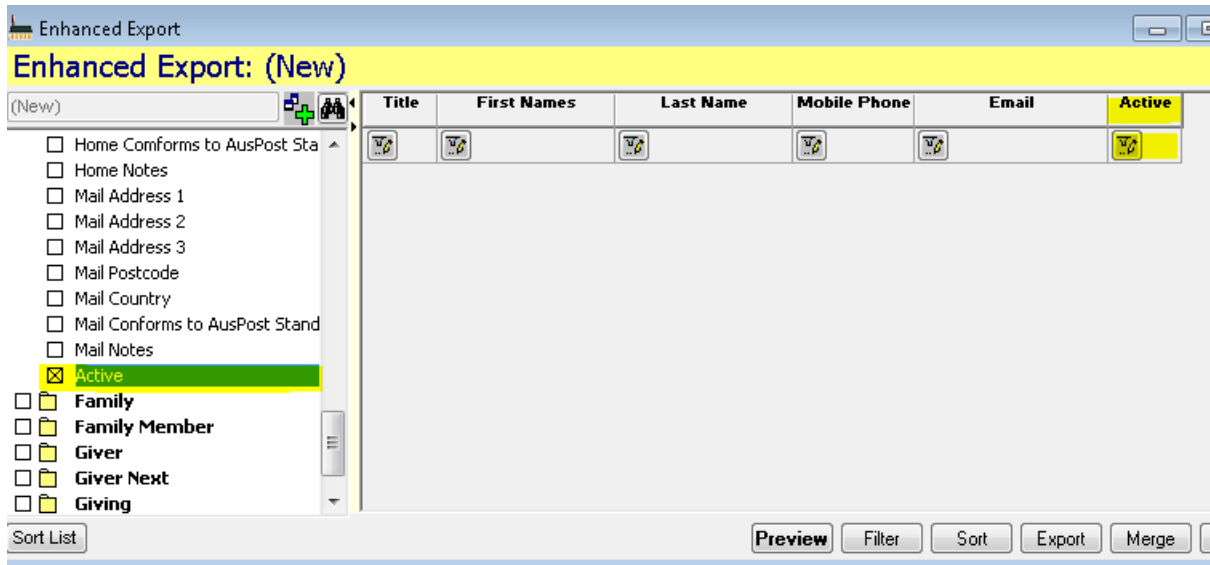 Enhanced Export
Enhanced Export: (New)
(New)
Title First Names Last Name Mobile Phone Email Active
Home Comforms to AusPost Sta
Home Notes
Mail Address 1
Mail Address 2
Mail Address 3
Mail Postcode
Mail Country
Mail Conforms to AusPost Stand
Mail Notes
Active
Family
Family Member
Giver
Giver Next
Giving
Sort List Preview Filter Sort Export Merge